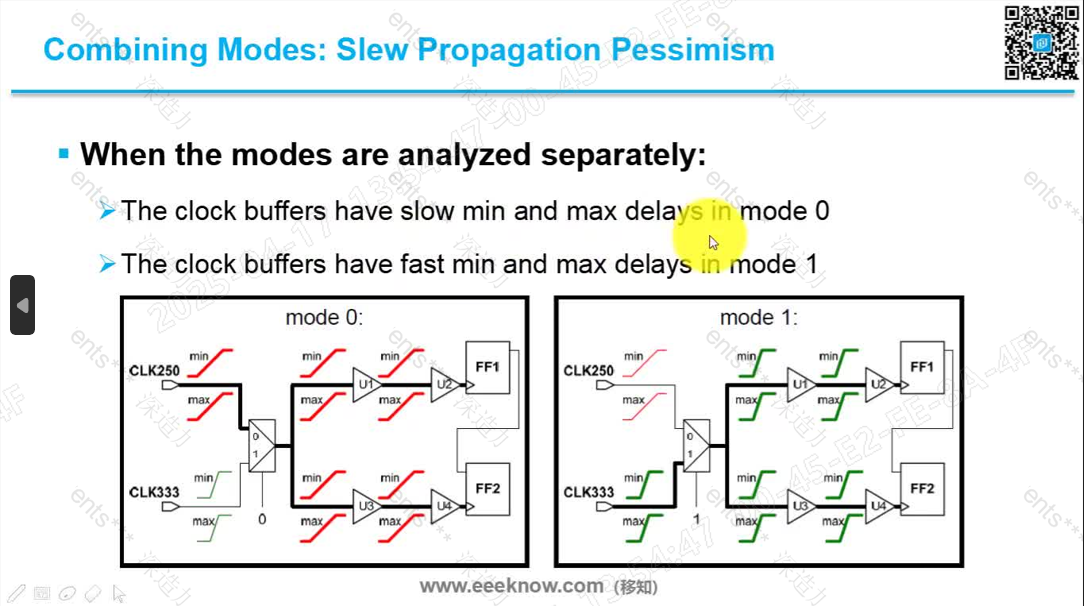 Combining Modes: Slew Propagation Pessimism
When the modes are analyzed separately:
The clock buffers have slow min and max delays in mode 0
The clock buffers have fast min and max delays in mode 1
mode 0:
CLK250
min
max
min
max
min
max
U1
U2
FF1
0
1
CLK333
min
max
0
min
max
min
max
U3
U4
FF2
mode 1:
CLK250
min
max
min
max
min
max
U1
U2
FF1
0
1
CLK333
min
max
1
min
max
min
max
U3
U4
FF2
www.eeeknow.com (移知)